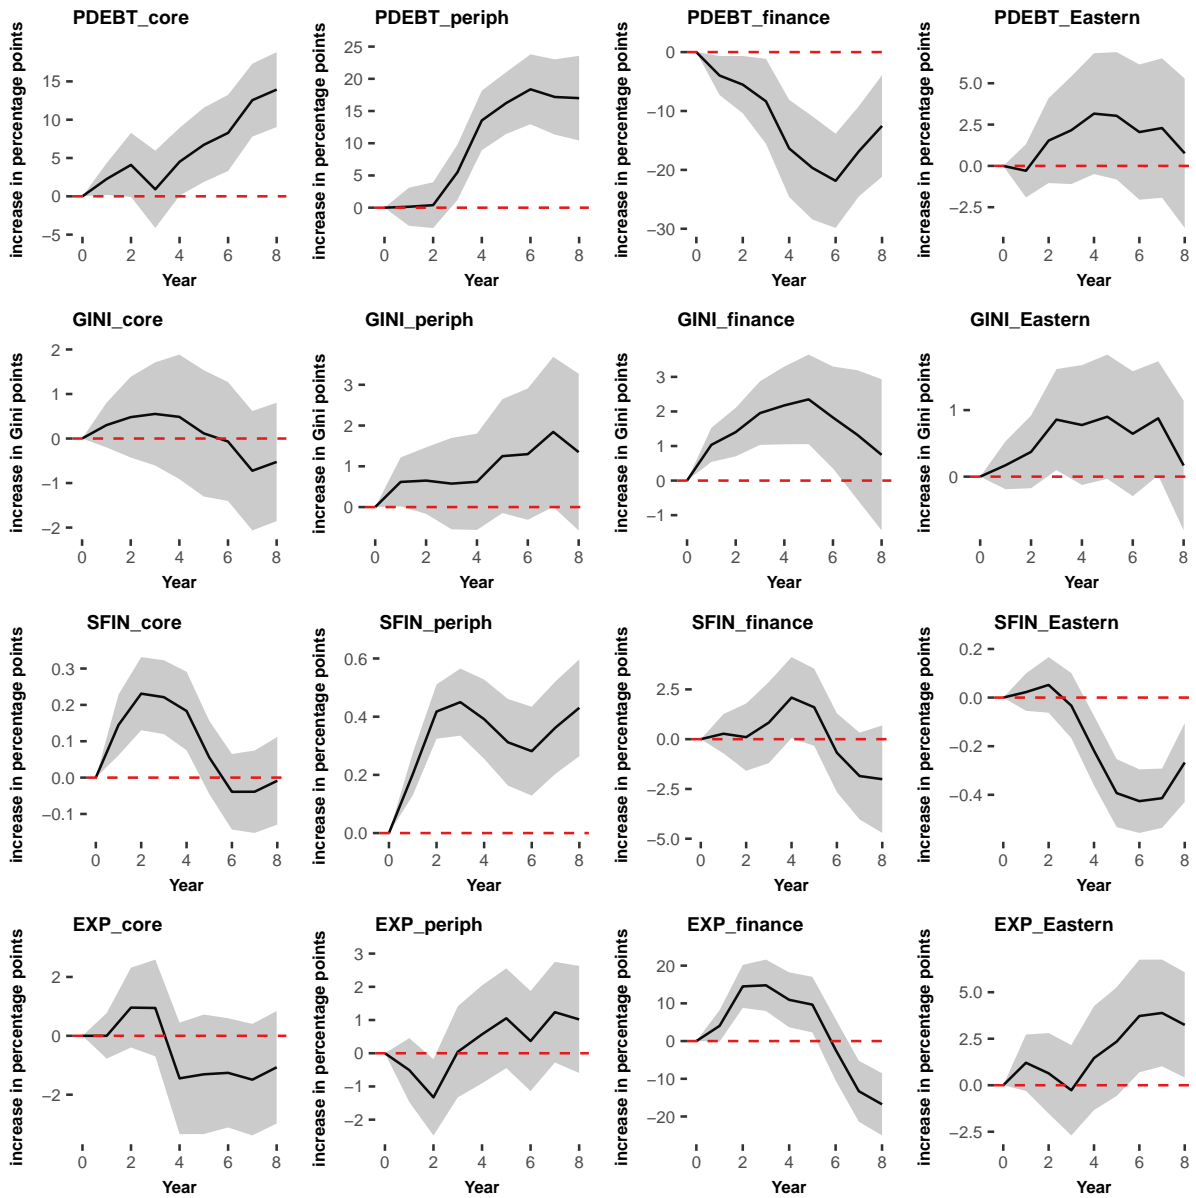 PDEBT_core
increase in percentage points
15
10
5
0
−5
0 2 4 6 8
Year
PDEBT_periph
increase in percentage points
25
20
15
10
5
0
0 2 4 6 8
Year
PDEBT_finance
increase in percentage points
0
−10
−20
−30
0 2 4 6 8
Year
PDEBT_Eastern
increase in percentage points
5.0
2.5
0.0
−2.5
0 2 4 6 8
Year
GINI_core
increase in Gini points
2
1
0
−1
−2
0 2 4 6 8
Year
GINI_periph
increase in Gini points
3
2
1
0
0 2 4 6 8
Year
GINI_finance
increase in Gini points
3
2
1
0
−1
0 2 4 6 8
Year
GINI_Eastern
increase in Gini points
1
0
0 2 4 6 8
Year
SFIN_core
increase in percentage points
0.3
0.2
0.1
0.0
−0.1
0 2 4 6 8
Year
SFIN_periph
increase in percentage points
0.6
0.4
0.2
0.0
0 2 4 6 8
Year
SFIN_finance
increase in percentage points
2.5
0.0
−2.5
−5.0
0 2 4 6 8
Year
SFIN_Eastern
increase in percentage points
0.2
0.0
−0.2
−0.4
0 2 4 6 8
Year
EXP_core
increase in percentage points
2
0
−2
0 2 4 6 8
Year
EXP_periph
increase in percentage points
3
2
1
0
−1
−2
0 2 4 6 8
Year
EXP_finance
increase in percentage points
20
10
0
−10
−20
0 2 4 6 8
Year
EXP_Eastern
increase in percentage points
5.0
2.5
0.0
−2.5
0 2 4 6 8
Year